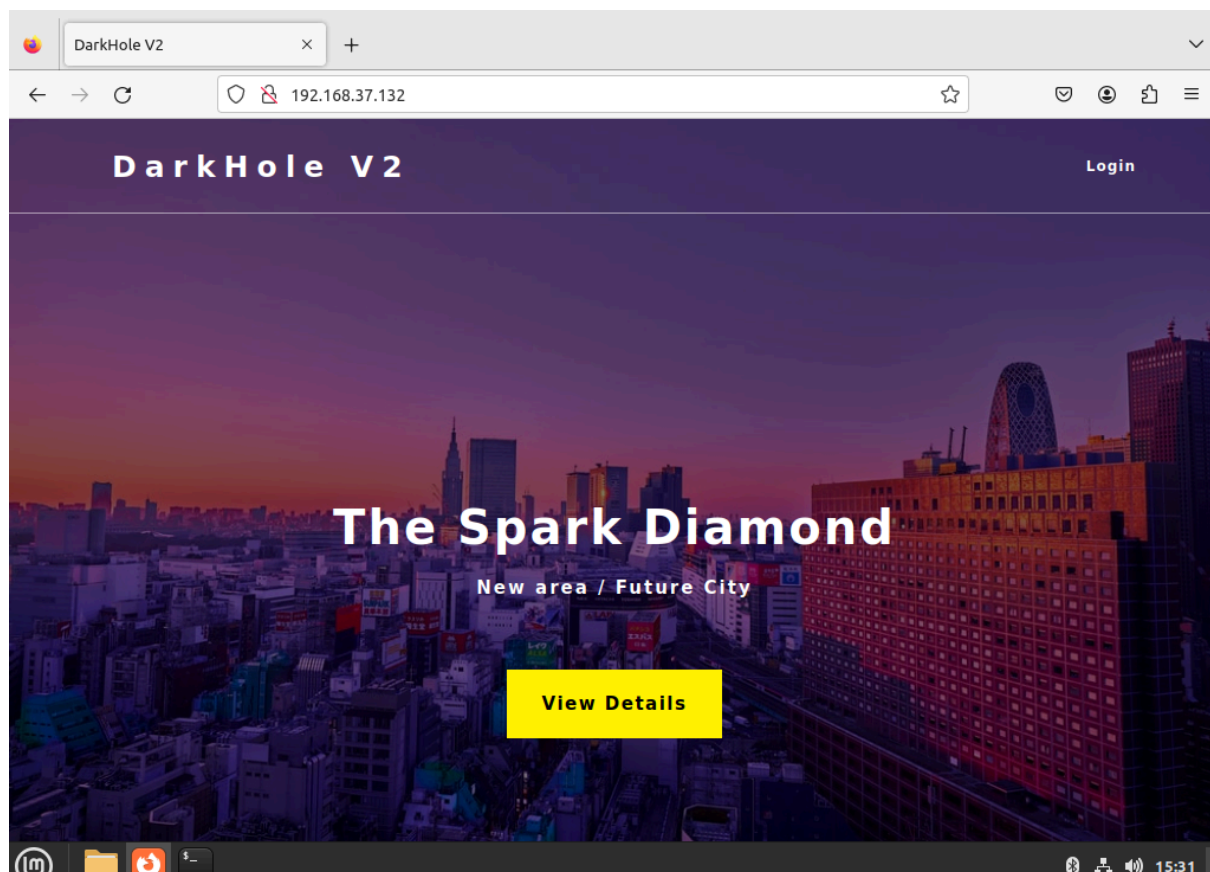 DarkHole V2
192.168.37.132
DarkHole V2
Login
The Spark Diamond
New area / Future City
View Details
$_
15:31